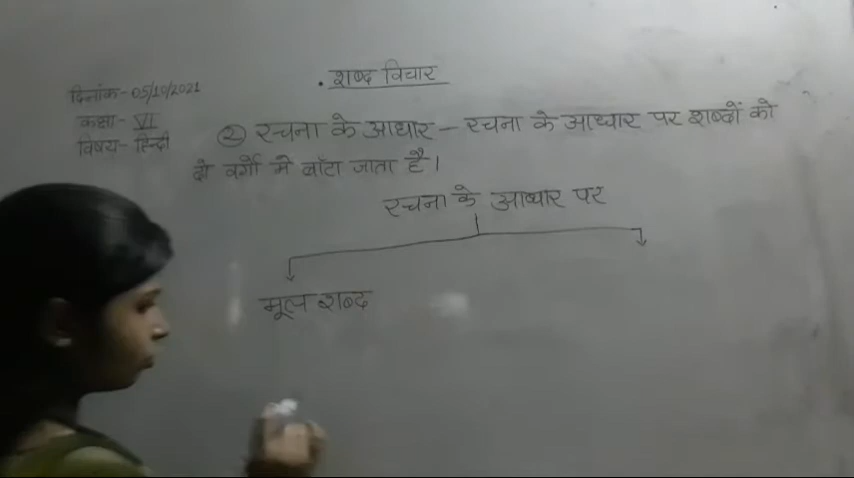 शब्द विचार
दिनांक-05/10/2021
कक्षा- VI
विषय- हिन्दी
② रचना के आधार – रचना के आधार पर शब्दों को
दो वर्गों में बाँटा जाता है।
रचना के आधार पर
मूल शब्द